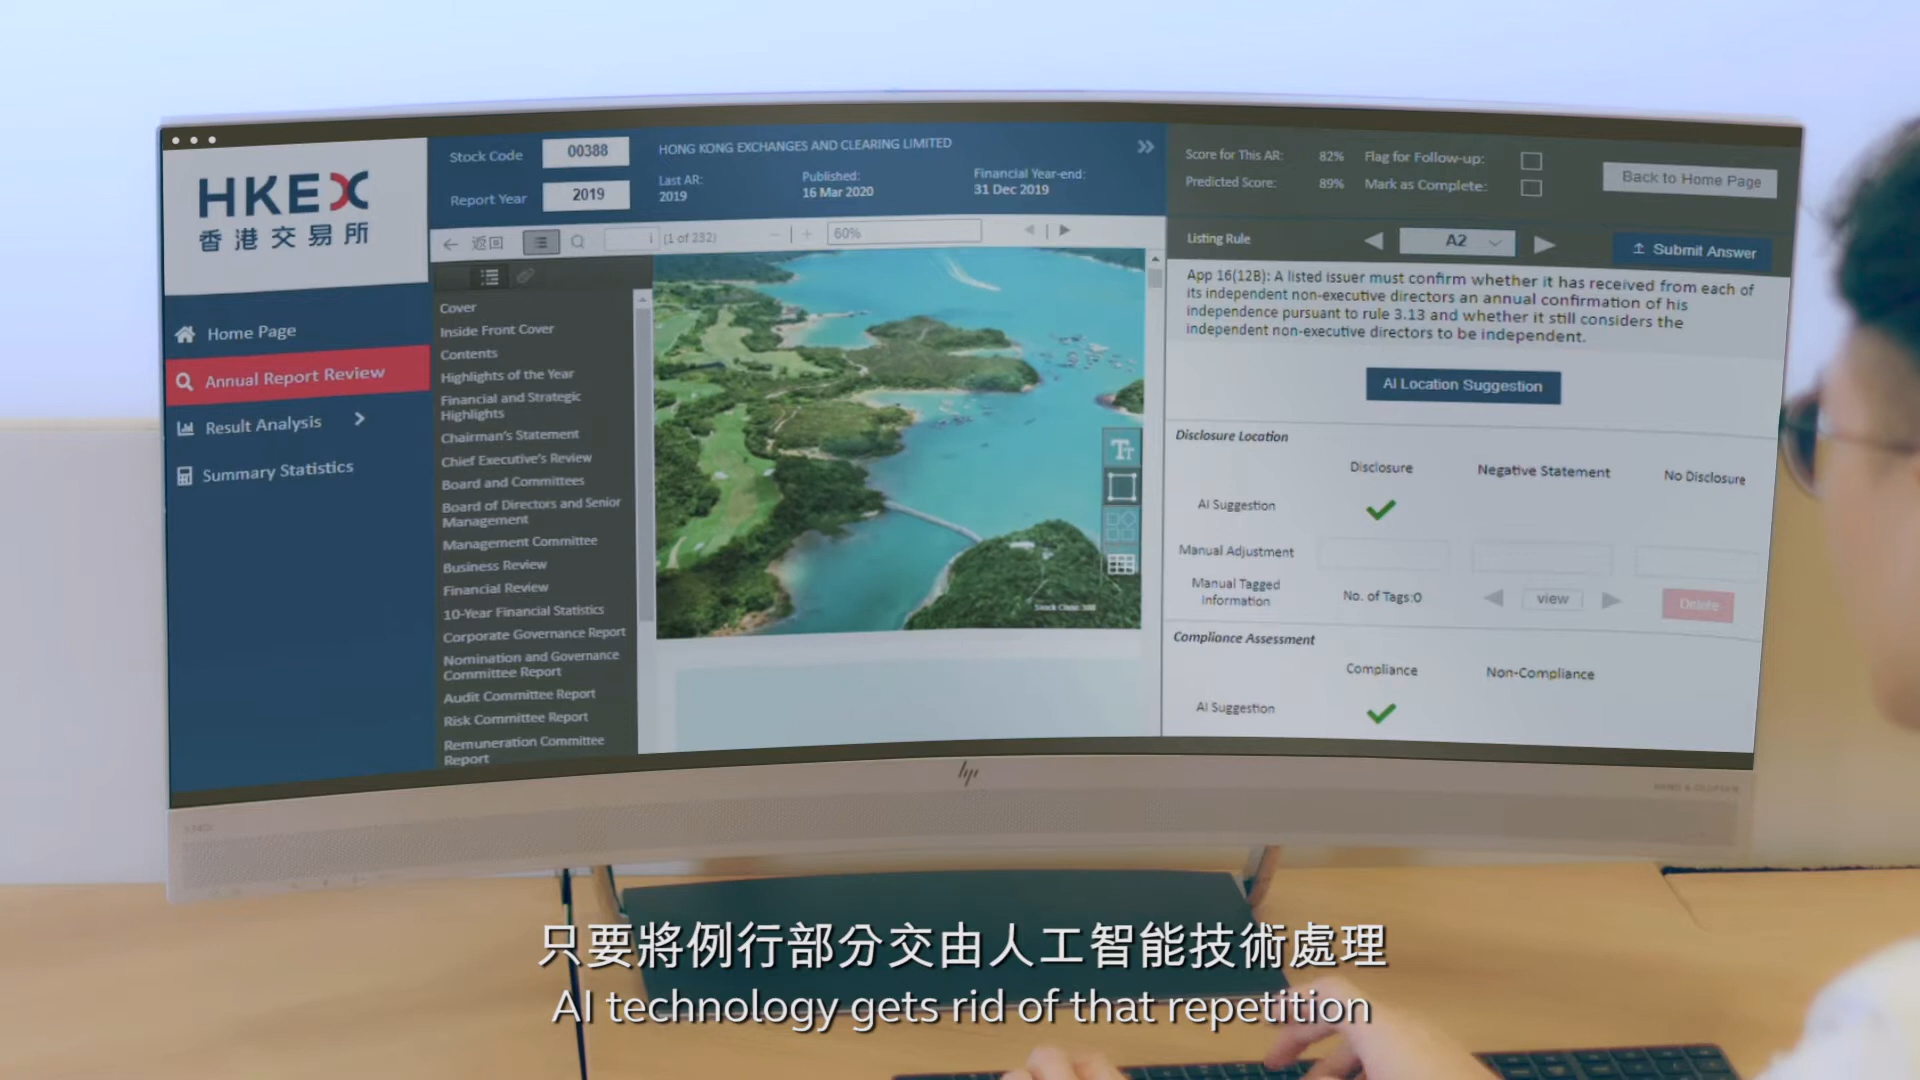 HKEX
香港交易所
Home Page
Annual Report Review
Result Analysis
Summary Statistics
Stock Code 00388
Report Year 2019
HONG KONG EXCHANGES AND CLEARING LIMITED
Last AR:
2019
Published:
16 Mar 2020
Financial Year-end:
31 Dec 2019
返回
(1 of 232)
60%
Cover
Inside Front Cover
Contents
Highlights of the Year
Financial and Strategic
Highlights
Chairman's Statement
Chief Executive's Review
Board and Committees
Board of Directors and Senior
Management
Management Committee
Business Review
Financial Review
10-Year Financial Statistics
Corporate Governance Report
Nomination and Governance
Committee Report
Audit Committee Report
Risk Committee Report
Remuneration Committee
Report
Stock Code: 388
Score for This AR: 82%
Predicted Score: 89%
Flag for Follow-up:
Mark as Complete:
Back to Home Page
Listing Rule
A2
Submit Answer
App 16(12B): A listed issuer must confirm whether it has received from each of
its independent non-executive directors an annual confirmation of his
independence pursuant to rule 3.13 and whether it still considers the
independent non-executive directors to be independent.
AI Location Suggestion
Disclosure Location
Disclosure Negative Statement No Disclosure
AI Suggestion
Manual Adjustment
Manual Tagged
Information
No. of Tags:0
view
Delete
Compliance Assessment
Compliance Non-Compliance
AI Suggestion
hp
BANG & OLUFSEN
只要將例行部分交由人工智能技術處理
AI technology gets rid of that repetition